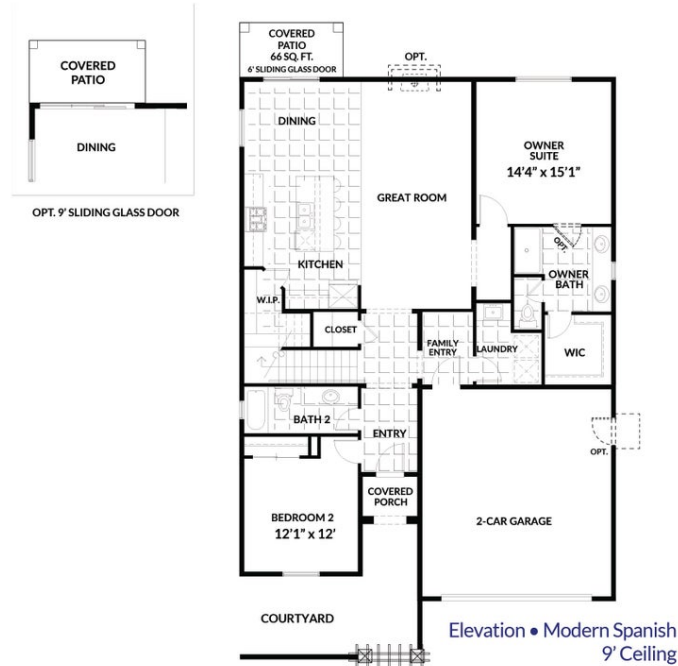 COVERED
PATIO
DINING
OPT. 9' SLIDING GLASS DOOR
COVERED
PATIO
66 SQ. FT.
6' SLIDING GLASS DOOR
OPT.
DINING
OWNER
SUITE
14'4" x 15'1"
GREAT ROOM
OPT.
KITCHEN
OWNER
BATH
W.I.P.
CLOSET
FAMILY
ENTRY
LAUNDRY
WIC
BATH 2
ENTRY
OPT.
COVERED
PORCH
BEDROOM 2
12'1" x 12'
2-CAR GARAGE
COURTYARD
Elevation • Modern Spanish
9' Ceiling